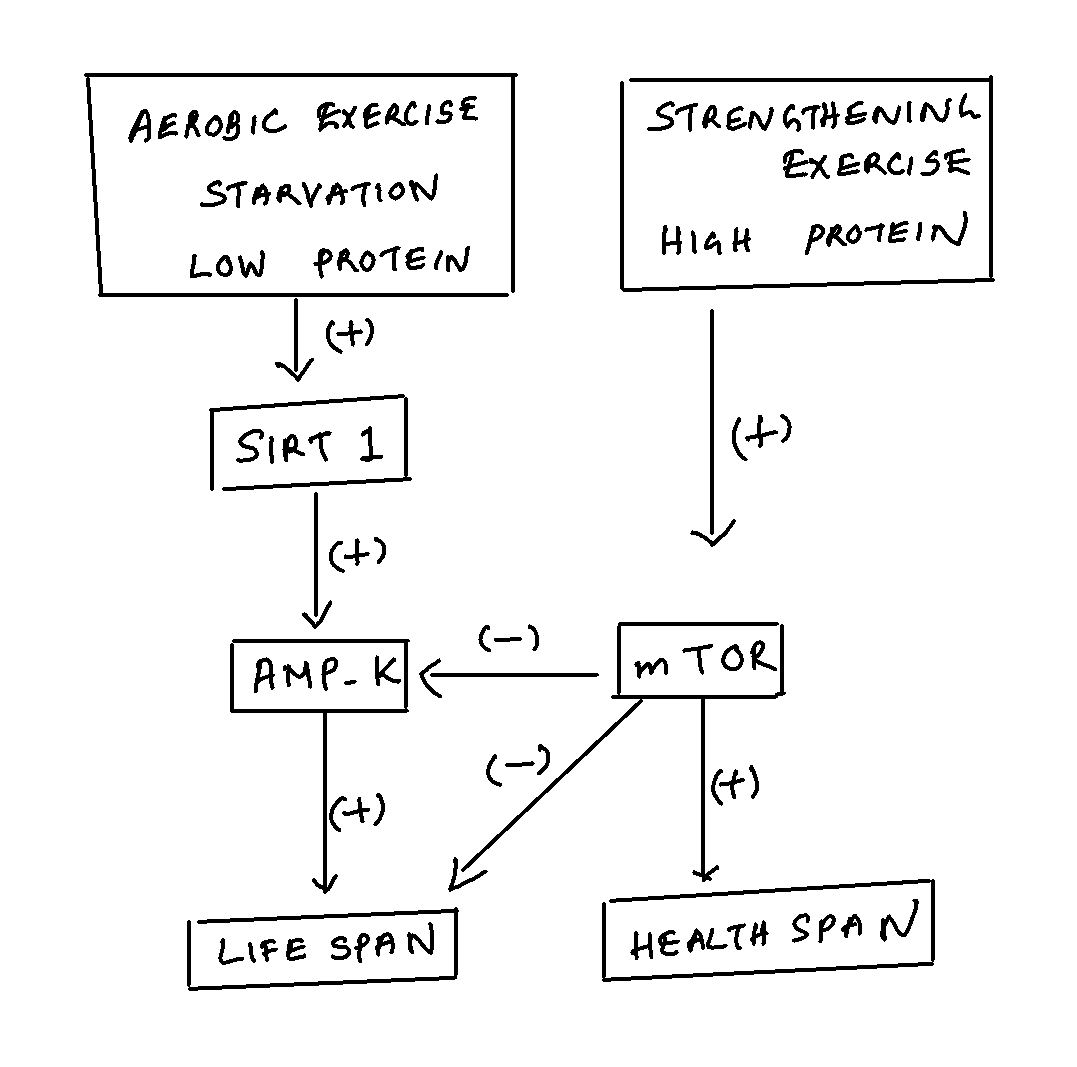 AEROBIC EXERCISE
STARVATION
LOW PROTEIN
STRENGTHENING
EXERCISE
HIGH PROTEIN
(+)
SIRT 1
(+)
(+)
AMP-K
(-)
mTOR
(-)
(+)
(+)
LIFE SPAN
HEALTH SPAN